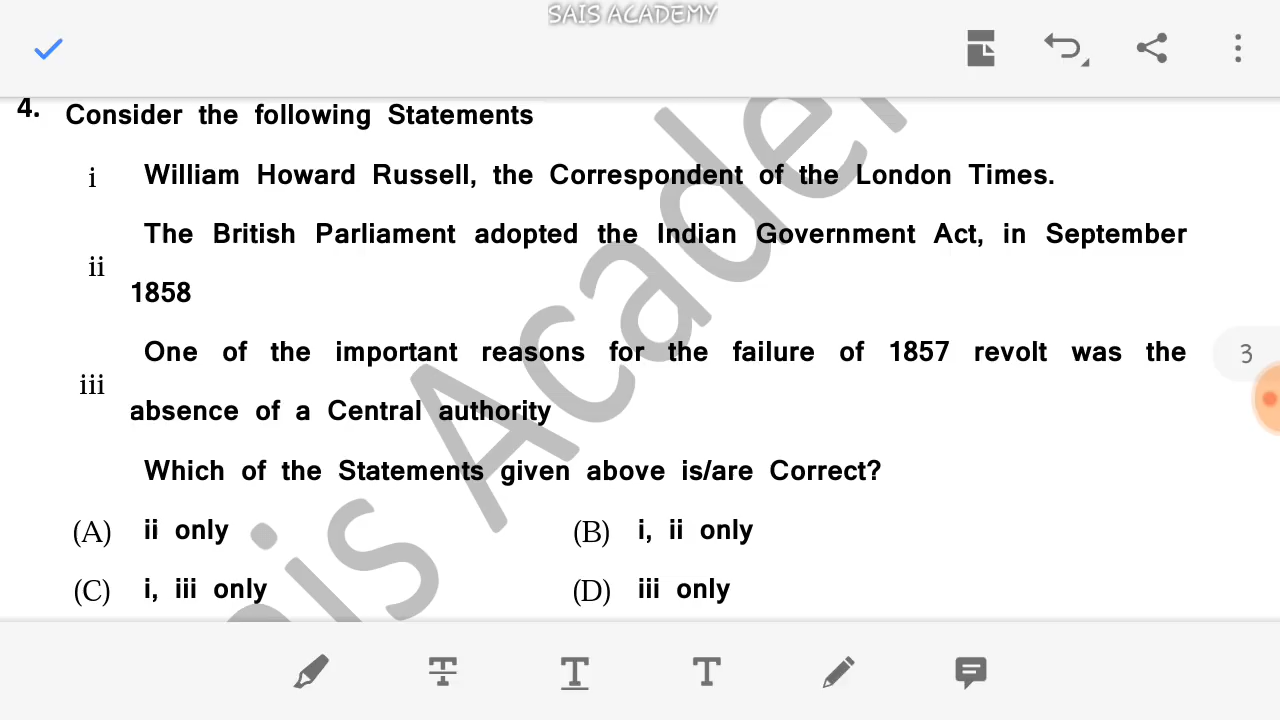 SAIS ACADEMY
4. Consider the following Statements
i William Howard Russell, the Correspondent of the London Times.
The British Parliament adopted the Indian Government Act, in September
ii
1858
One of the important reasons for the failure of 1857 revolt was the
3
iii
absence of a Central authority
Which of the Statements given above is/are Correct?
(A) ii only (B) i, ii only
(C) i, iii only (D) iii only